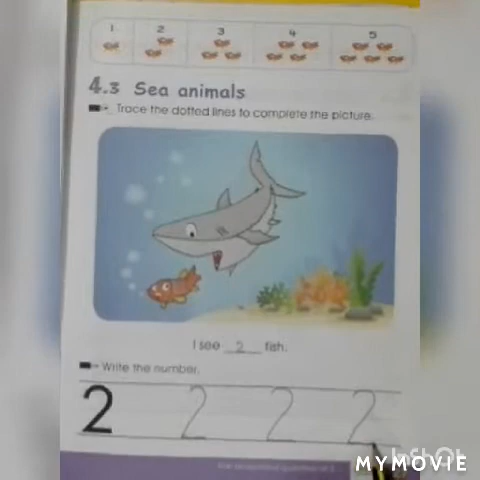 1 2 3 4 5
4.3 Sea animals
Trace the dotted lines to complete the picture.
I see 2 fish.
Write the number.
2 2 2 2
InShOt
MYMOVIE